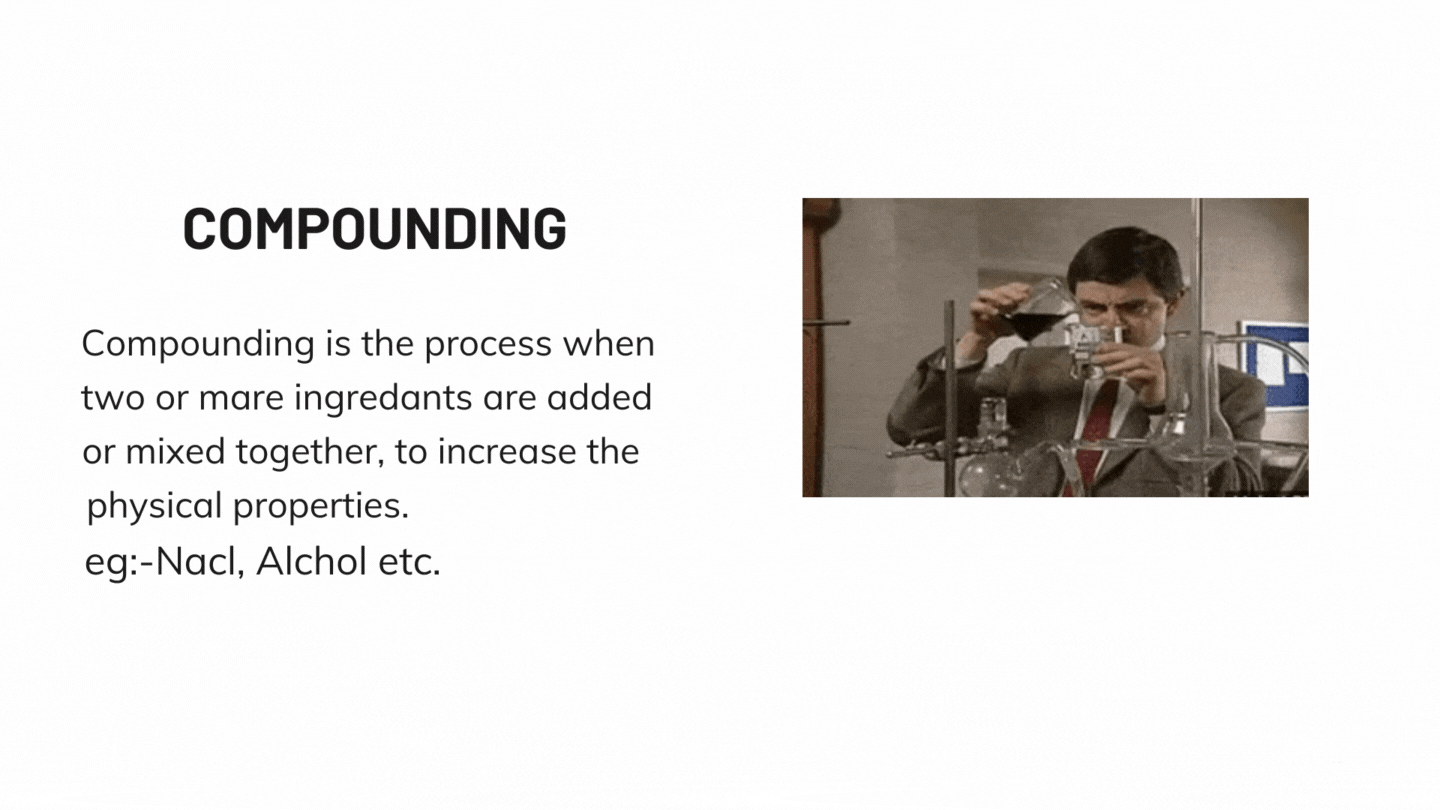 COMPOUNDING
Compounding is the process when
two or mare ingredants are added
or mixed together, to increase the
physical properties.
eg:-Nacl, Alchol etc.